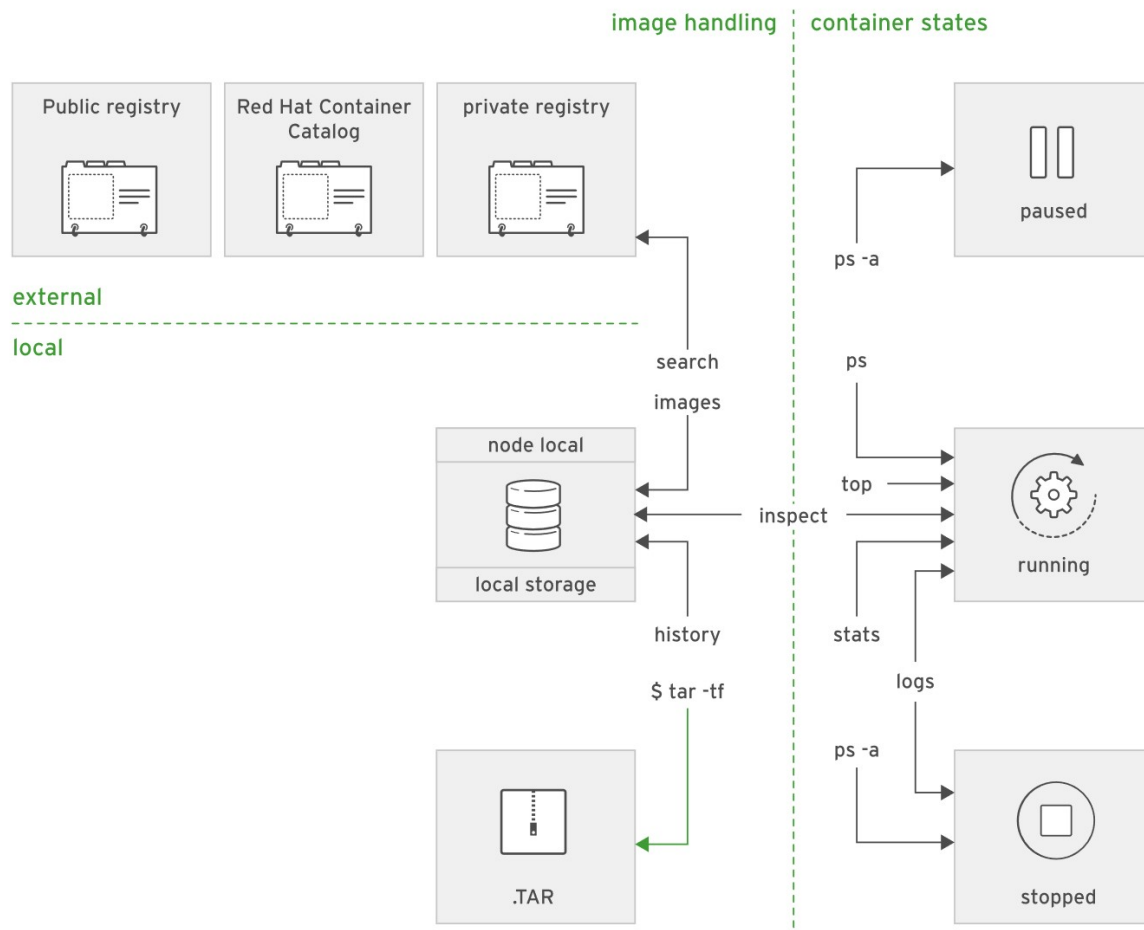 image handling
container states
Public registry
Red Hat Container
Catalog
private registry
paused
ps -a
external
local
search
images
ps
node local
local storage
top
inspect
running
history
stats
logs
$ tar -tf
ps -a
.TAR
stopped